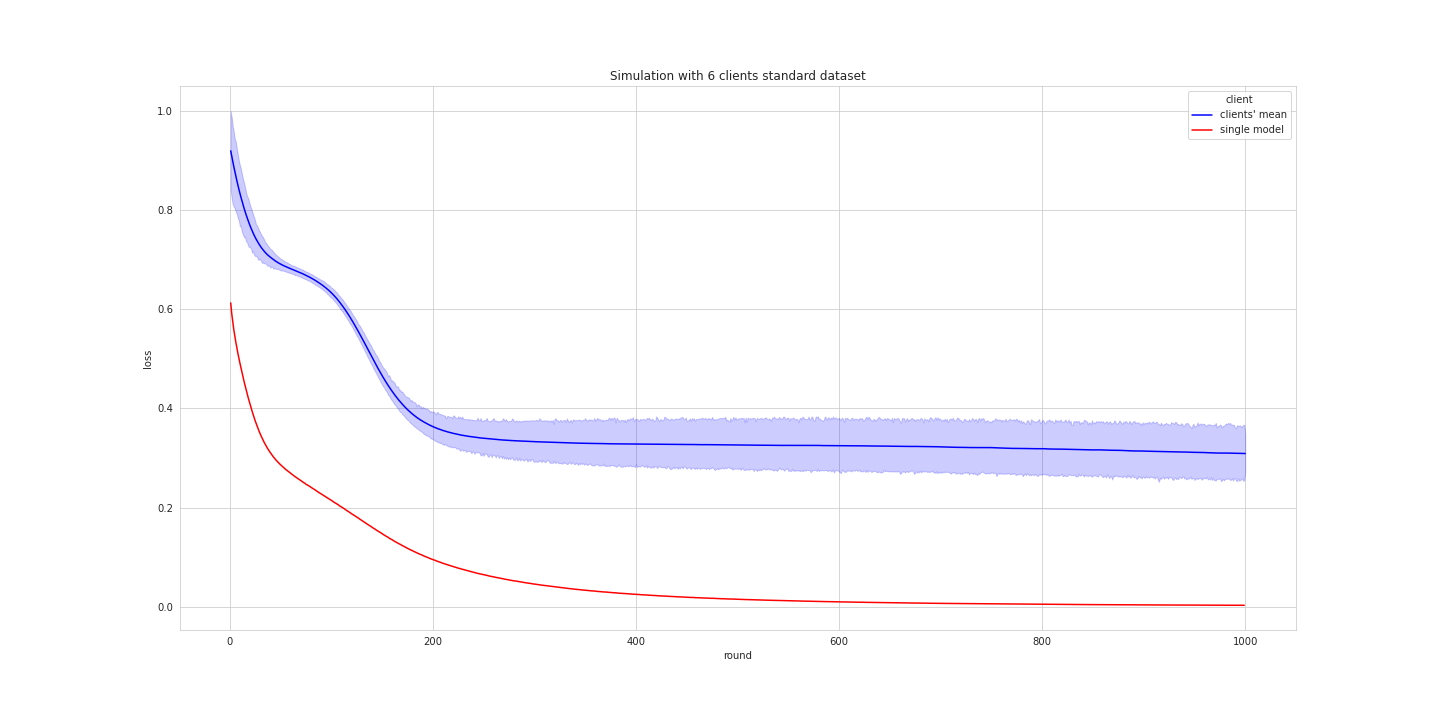 Simulation with 6 clients standard dataset
client
clients' mean
single model
1.0
0.8
0.6
0.4
0.2
0.0
loss
0 200 400 600 800 1000
round